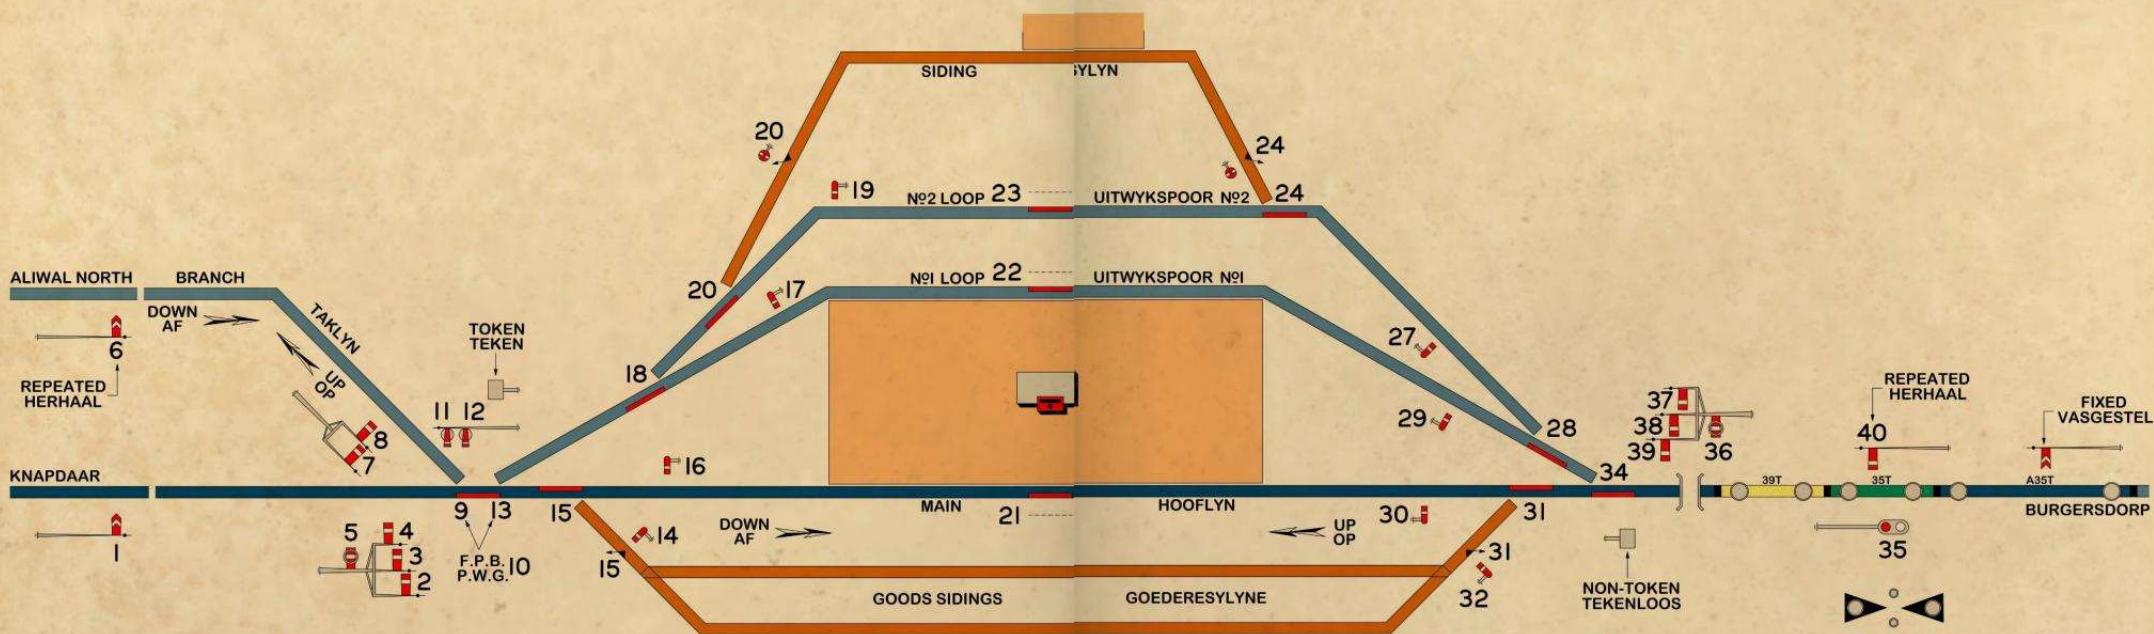 SIDING SYLYN
20
24
19
No2 LOOP 23 UITWYKSPOOR No2 24
ALIWAL NORTH BRANCH
No1 LOOP 22 UITWYKSPOOR No1
20
17
DOWN
AF
TAKLYN
TOKEN
TEKEN
6
REPEATED
HERHAAL
UP
OP
18
27
REPEATED
HERHAAL
FIXED
VASGESTEL
11 12
8
7
29
28
37
38
39
36
40
KNAPDAAR
16
34
39T
35T
A35T
9 13
15
MAIN
21
HOOFLYN
31
BURGERSDORP
1
5
4
3
2
F.P.B.
P.W.G. 10
14
DOWN
AF
30
UP
OP
35
15
31
32
GOODS SIDINGS GOEDERESYLYNE
NON-TOKEN
TEKENLOOS